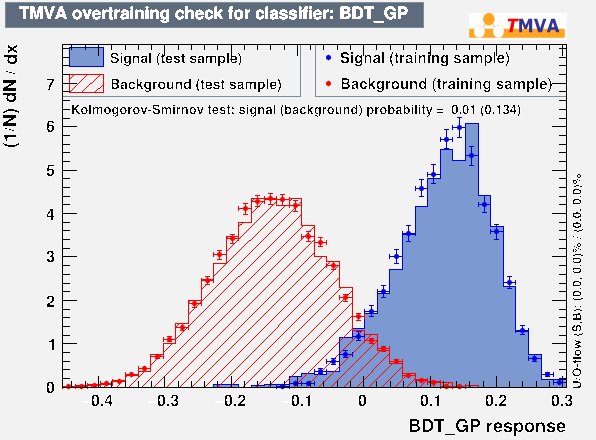 TMVA overtraining check for classifier: BDT_GP
TMVA
Signal (test sample)
Signal (training sample)
Background (test sample)
Background (training sample)
Kolmogorov-Smirnov test: signal (background) probability = 0.01 (0.134)
(1/N) dN / dx
7
6
5
4
3
2
1
0
−0.4 −0.3 −0.2 −0.1 0 0.1 0.2 0.3
BDT_GP response
U/O-flow (S,B): (0.0, 0.0)% / (0.0, 0.0)%